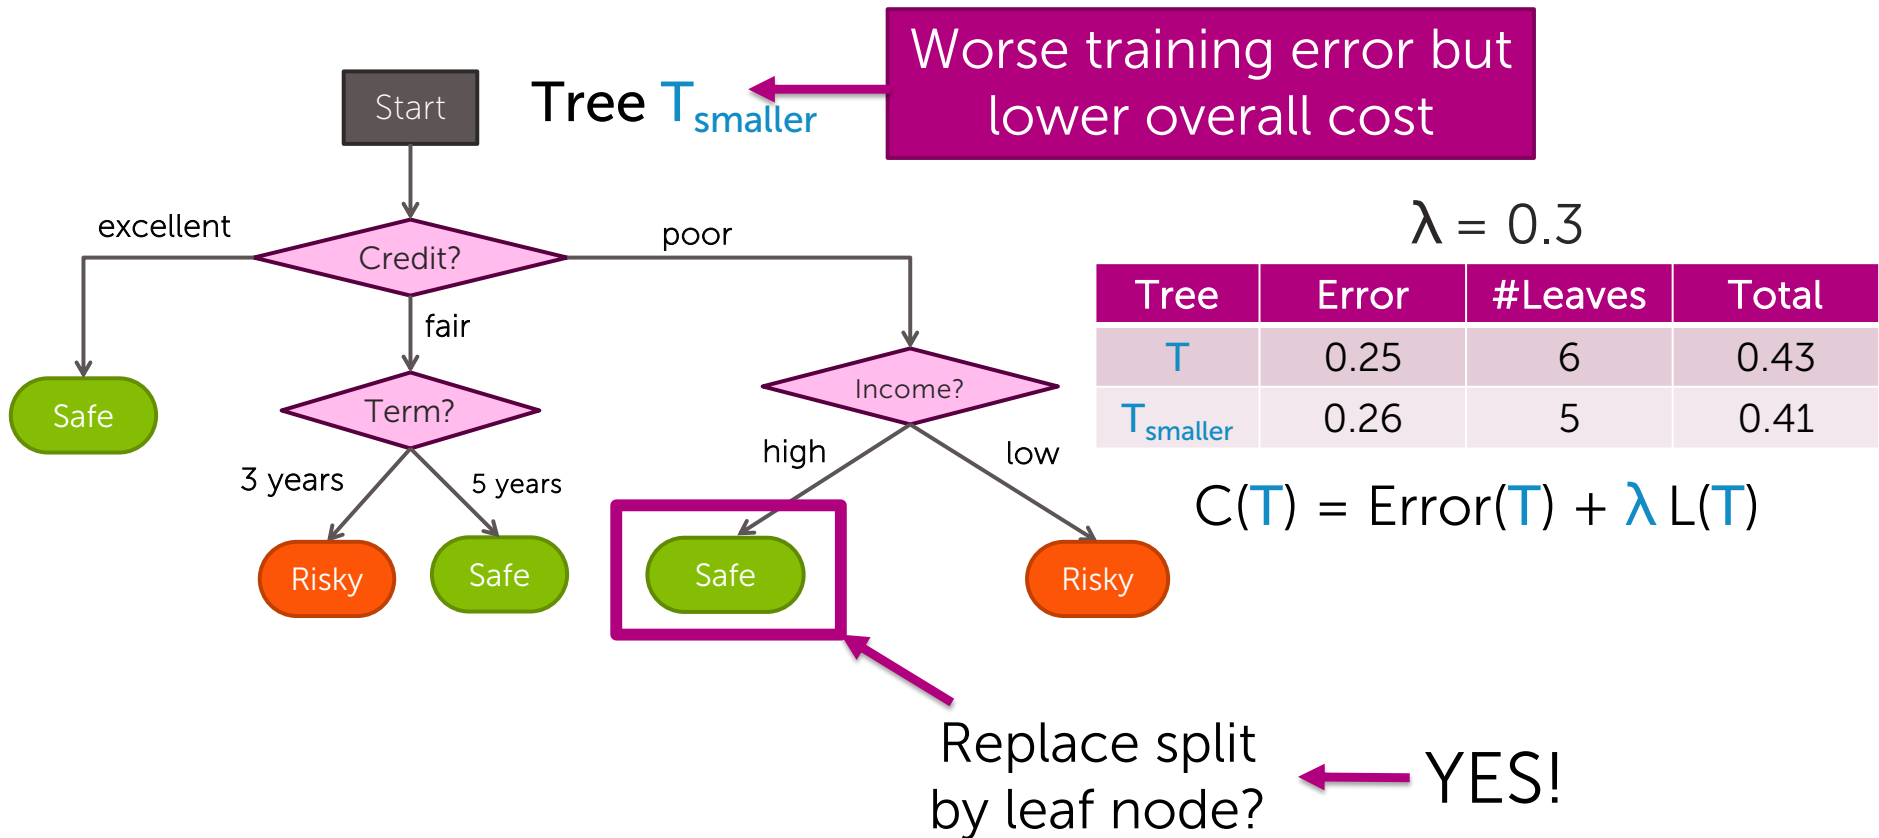 Worse training error but
lower overall cost
Start
Tree T_smaller
excellent
Credit?
poor
fair
Safe
Term?
Income?
3 years
5 years
high
low
Risky
Safe
Safe
Risky
λ = 0.3
Tree Error #Leaves Total
T 0.25 6 0.43
T_smaller 0.26 5 0.41
C(T) = Error(T) + λ L(T)
Replace split
by leaf node?
YES!